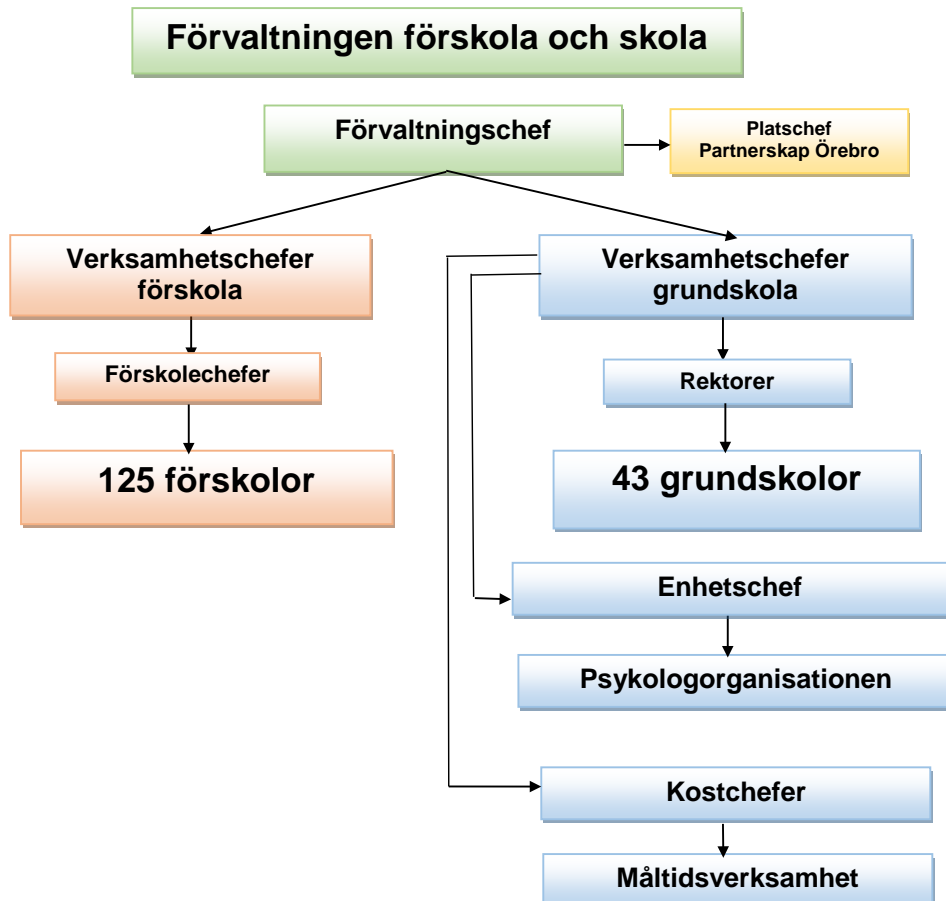 Förvaltningen förskola och skola
Förvaltningschef
Platschef
Partnerskap Örebro
Verksamhetschefer
förskola
Verksamhetschefer
grundskola
Förskolechefer
Rektorer
125 förskolor
43 grundskolor
Enhetschef
Psykologorganisationen
Kostchefer
Måltidsverksamhet